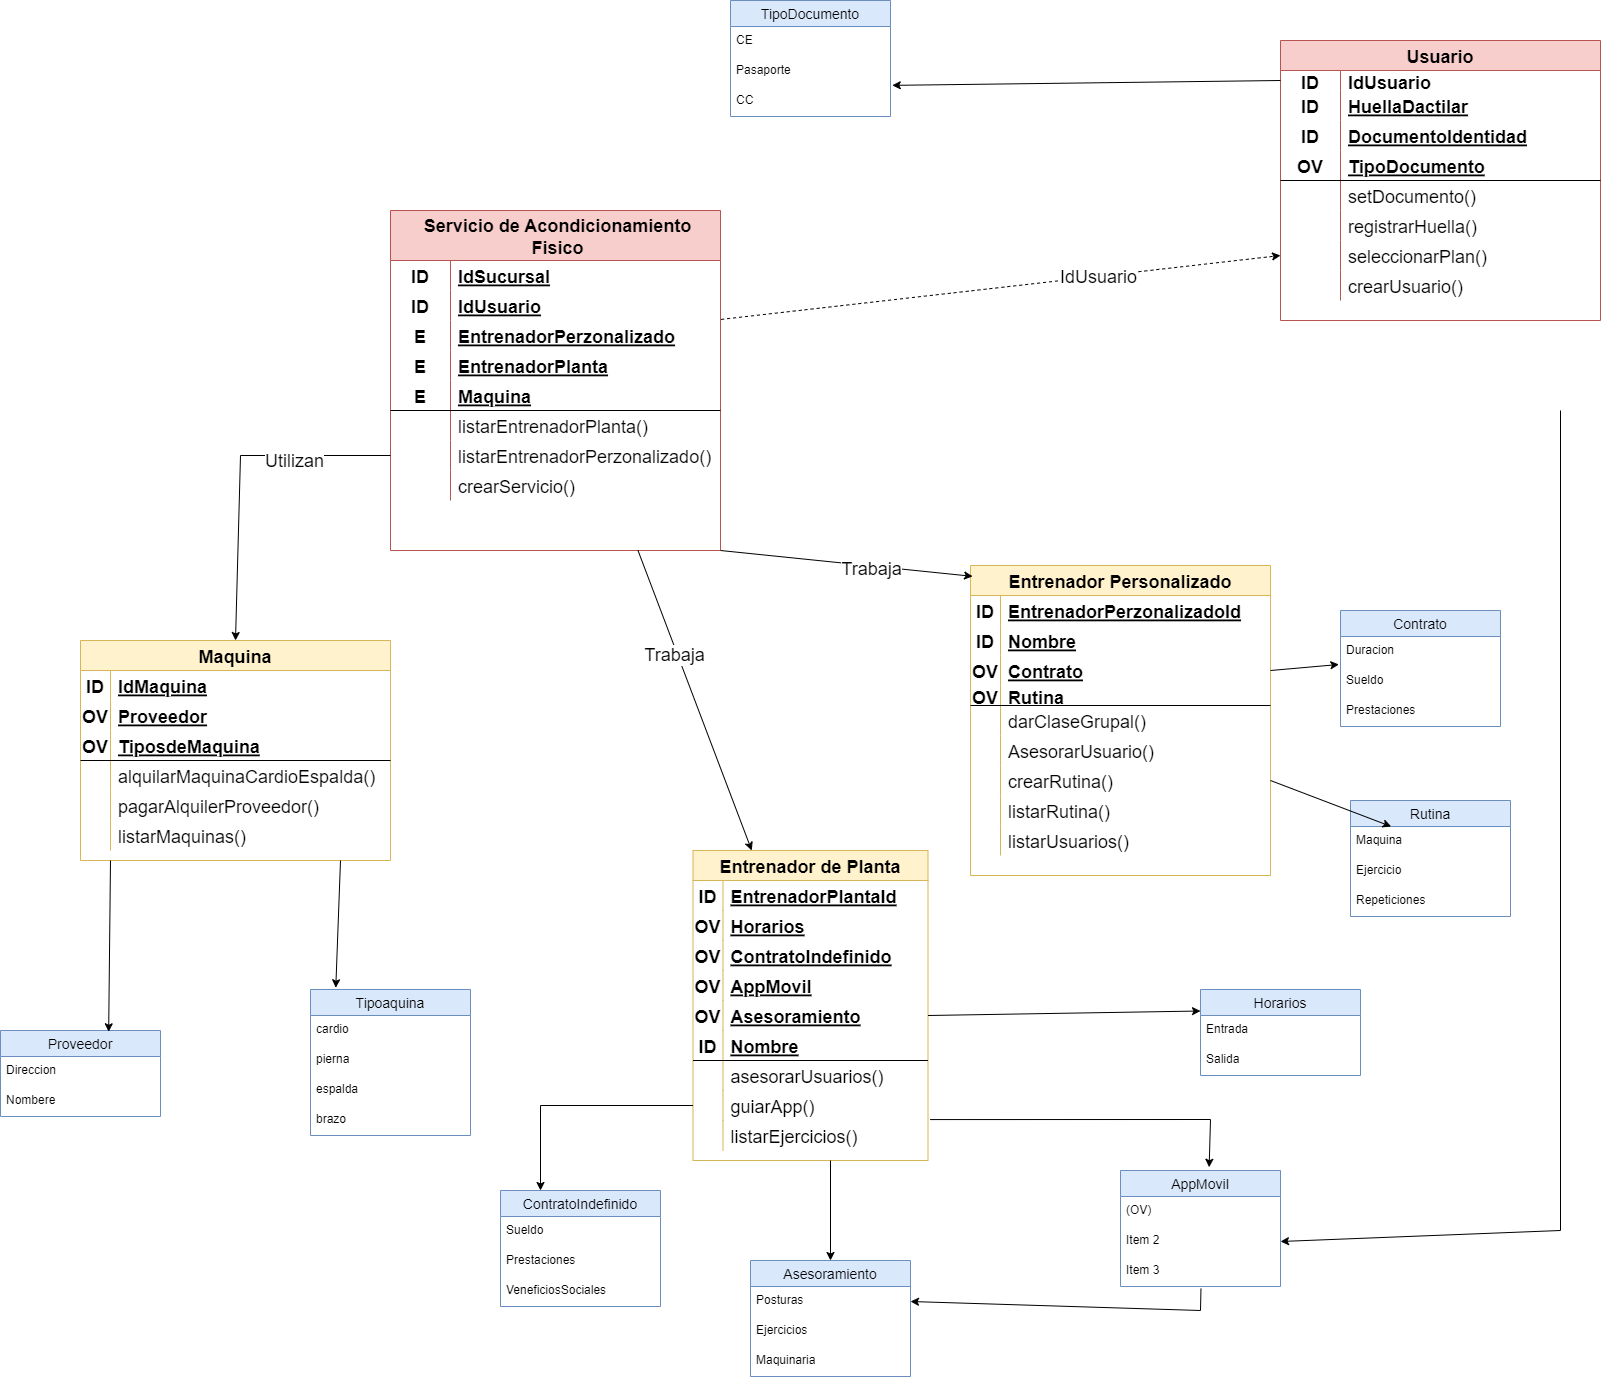 TipoDocumento
CE
Pasaporte
CC
Usuario
ID IdUsuario
ID HuellaDactilar
ID DocumentoIdentidad
OV TipoDocumento
setDocumento()
registrarHuella()
seleccionarPlan()
crearUsuario()
Servicio de Acondicionamiento
Fisico
ID IdSucursal
ID IdUsuario
E EntrenadorPerzonalizado
E EntrenadorPlanta
E Maquina
listarEntrenadorPlanta()
listarEntrenadorPerzonalizado()
crearServicio()
IdUsuario
Utilizan
Trabaja
Trabaja
Entrenador Personalizado
ID EntrenadorPerzonalizadoId
ID Nombre
OV Contrato
OV Rutina
darClaseGrupal()
AsesorarUsuario()
crearRutina()
listarRutina()
listarUsuarios()
Contrato
Duracion
Sueldo
Prestaciones
Rutina
Maquina
Ejercicio
Repeticiones
Maquina
ID IdMaquina
OV Proveedor
OV TiposdeMaquina
alquilarMaquinaCardioEspalda()
pagarAlquilerProveedor()
listarMaquinas()
Entrenador de Planta
ID EntrenadorPlantaId
OV Horarios
OV ContratoIndefinido
OV AppMovil
OV Asesoramiento
ID Nombre
asesorarUsuarios()
guiarApp()
listarEjercicios()
Proveedor
Direccion
Nombere
Tipoaquina
cardio
pierna
espalda
brazo
Horarios
Entrada
Salida
ContratoIndefinido
Sueldo
Prestaciones
VeneficiosSociales
Asesoramiento
Posturas
Ejercicios
Maquinaria
AppMovil
(OV)
Item 2
Item 3